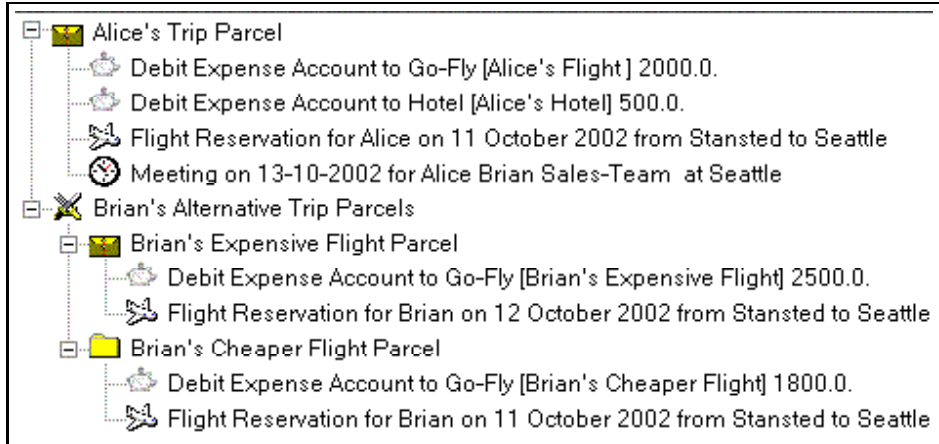 Alice's Trip Parcel
Debit Expense Account to Go-Fly [Alice's Flight ] 2000.0.
Debit Expense Account to Hotel [Alice's Hotel] 500.0.
Flight Reservation for Alice on 11 October 2002 from Stansted to Seattle
Meeting on 13-10-2002 for Alice Brian Sales-Team  at Seattle
Brian's Alternative Trip Parcels
Brian's Expensive Flight Parcel
Debit Expense Account to Go-Fly [Brian's Expensive Flight] 2500.0.
Flight Reservation for Brian on 12 October 2002 from Stansted to Seattle
Brian's Cheaper Flight Parcel
Debit Expense Account to Go-Fly [Brian's Cheaper Flight] 1800.0.
Flight Reservation for Brian on 11 October 2002 from Stansted to Seattle